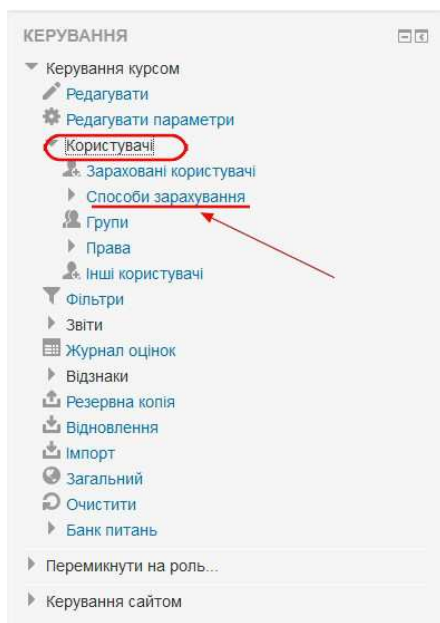 КЕРУВАННЯ
Керування курсом
Редагувати
Редагувати параметри
Користувачі
Зараховані користувачі
Способи зарахування
Групи
Права
Інші користувачі
Фільтри
Звіти
Журнал оцінок
Відзнаки
Резервна копія
Відновлення
Імпорт
Загальний
Очистити
Банк питань
Перемикнути на роль...
Керування сайтом